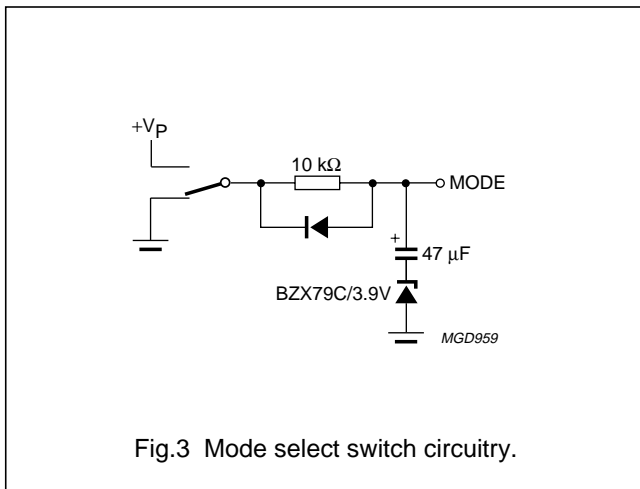 +VP
10 kΩ
MODE
+
47 μF
BZX79C/3.9V
MGD959
Fig.3 Mode select switch circuitry.